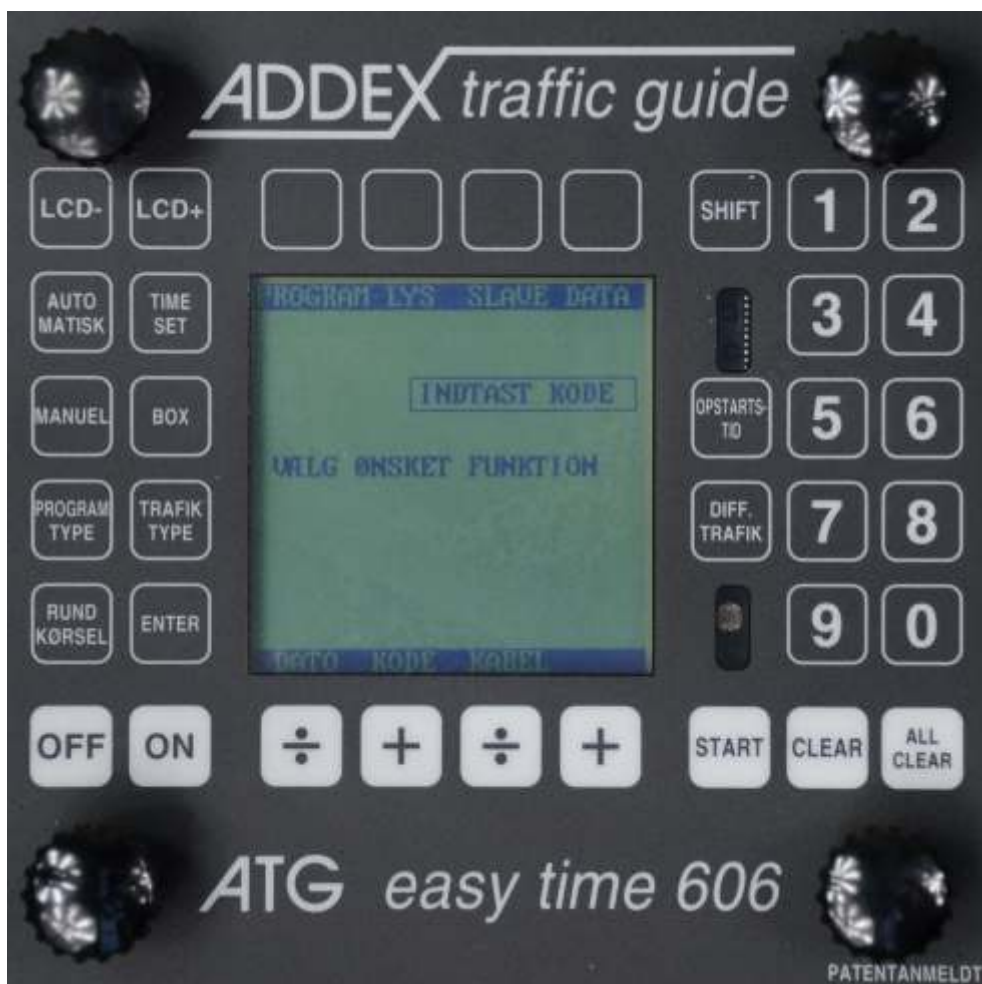 ADDEX traffic guide
LCD- LCD+ SHIFT 1 2
AUTO
MATISK
TIME
SET
PROGRAM LYS SLAVE DATA
3 4
INDTAST KODE
MANUEL BOX
OPSTARTS-
TID
5 6
VÆLG ØNSKET FUNKTION
PROGRAM
TYPE
TRAFIK
TYPE
DIFF.
TRAFIK
7 8
RUND
KØRSEL
ENTER
9 0
DATO KODE KABEL
OFF ON ÷ + ÷ + START CLEAR
ALL
CLEAR
ATG easy time 606
PATENTANMELDT